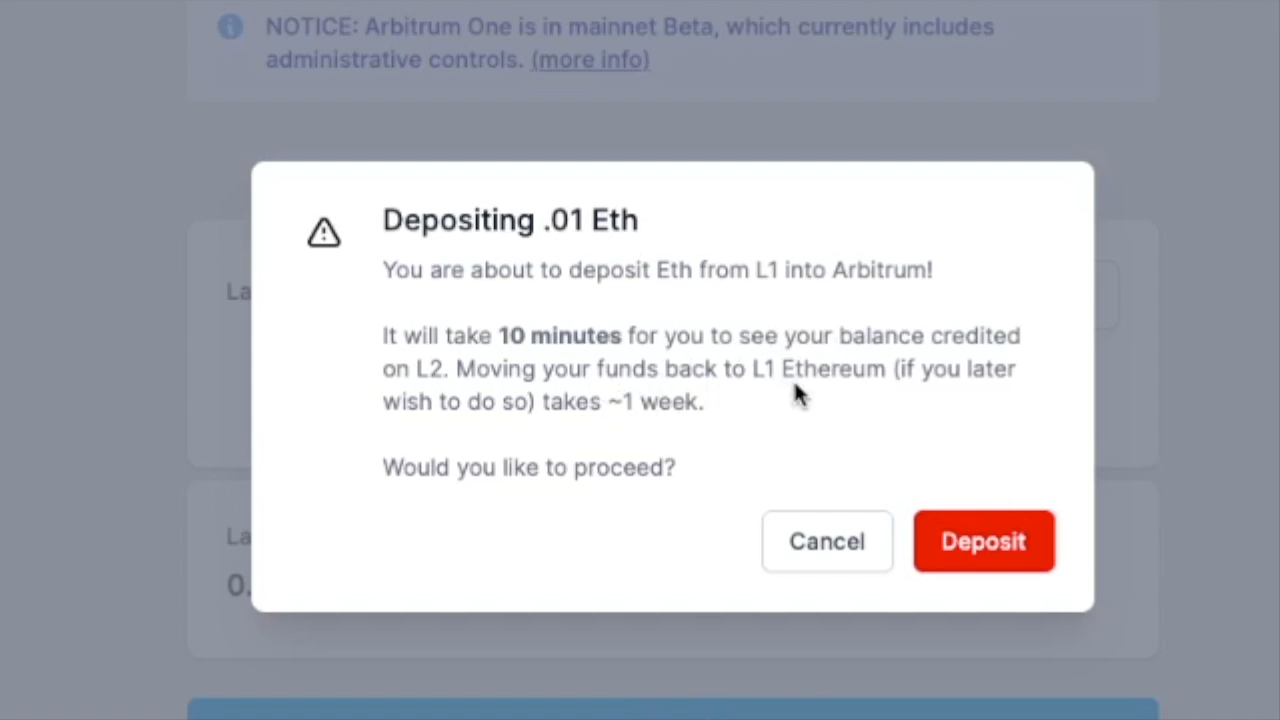 NOTICE: Arbitrum One is in mainnet Beta, which currently includes
administrative controls. (more info)
Depositing .01 Eth
You are about to deposit Eth from L1 into Arbitrum!
La
It will take 10 minutes for you to see your balance credited
on L2. Moving your funds back to L1 Ethereum (if you later
wish to do so) takes ~1 week.
Would you like to proceed?
La
Cancel
Deposit
0.